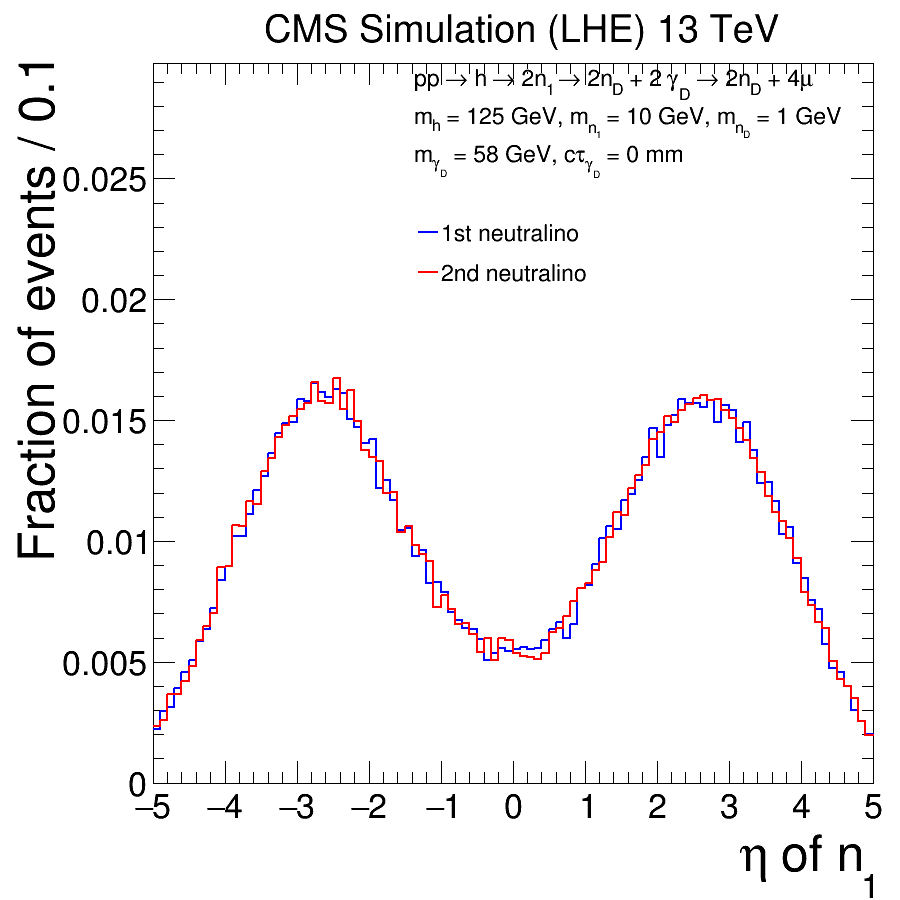 CMS Simulation (LHE) 13 TeV
Fraction of events / 0.1
pp → h → 2n1 → 2nD + 2 γD → 2nD + 4μ
mh = 125 GeV, mn1 = 10 GeV, mnD = 1 GeV
mγD = 58 GeV, cτγD = 0 mm
1st neutralino
2nd neutralino
0.025
0.02
0.015
0.01
0.005
0
−5 −4 −3 −2 −1 0 1 2 3 4 5
η of n1